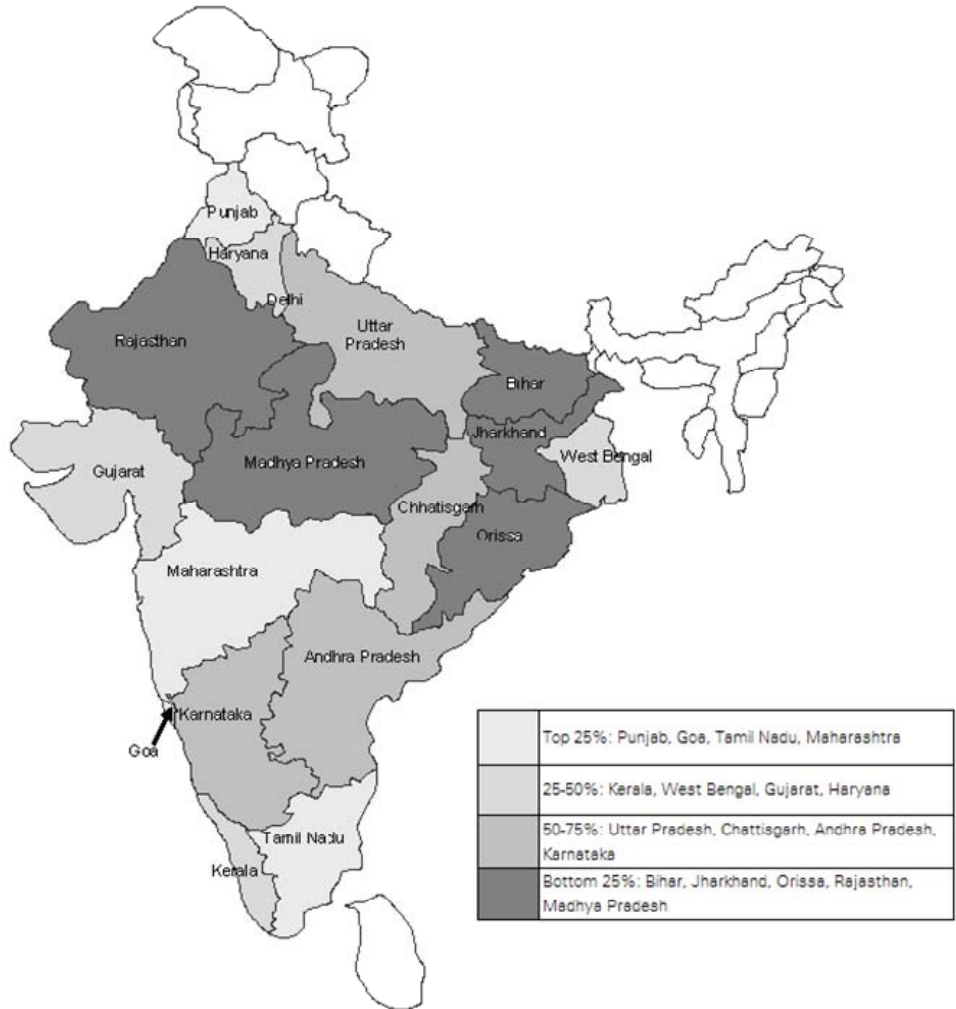 Punjab
Haryana
Delhi
Rajasthan
Uttar
Pradesh
Bihar
Jharkhand
West Bengal
Gujarat
Madhya Pradesh
Chhatisgarh
Orissa
Maharashtra
Andhra Pradesh
Karnataka
Goa
Tamil Nadu
Kerala
Top 25%: Punjab, Goa, Tamil Nadu, Maharashtra
25-50%: Kerala, West Bengal, Gujarat, Haryana
50-75%: Uttar Pradesh, Chattisgarh, Andhra Pradesh,
Karnataka
Bottom 25%: Bihar, Jharkhand, Orissa, Rajasthan,
Madhya Pradesh